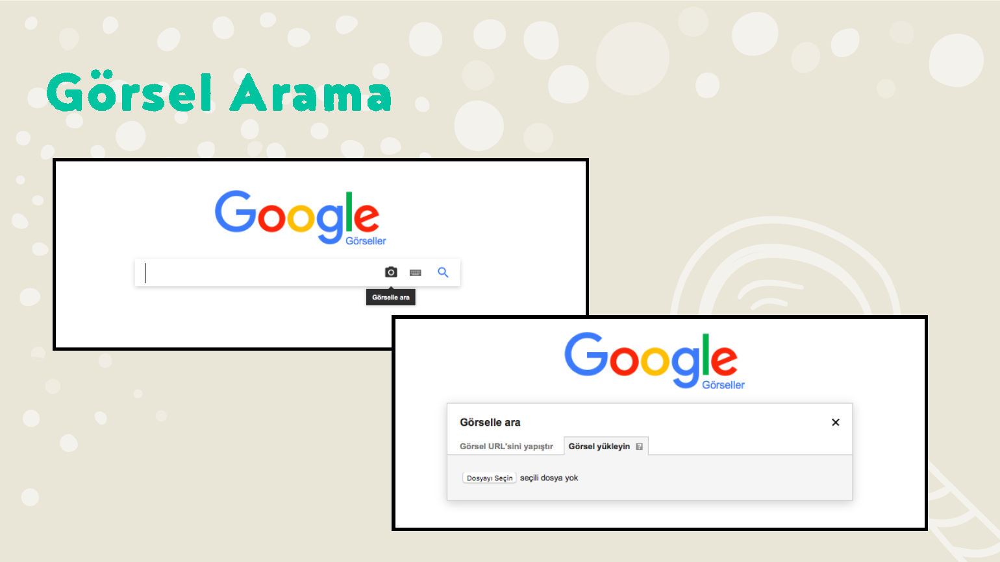 Görsel Arama
Google
Görseller
Görselle ara
Google
Görseller
Görselle ara
Görsel URL'sini yapıştır
Görsel yükleyin ?
Dosyayı Seçin seçili dosya yok